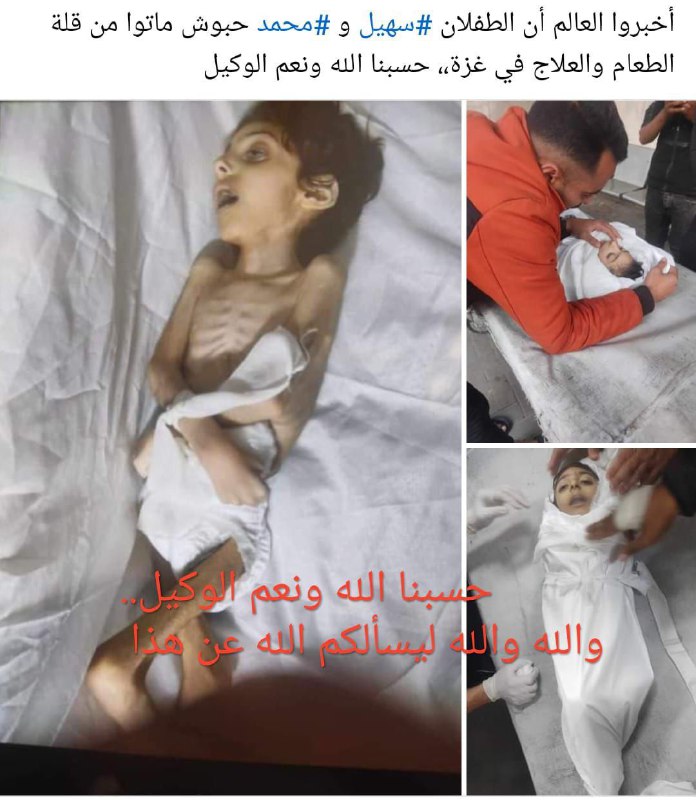 أخبروا العالم أن الطفلان #سهيل و #محمد حبوش ماتوا من قلة
الطعام والعلاج في غزة،، حسبنا الله ونعم الوكيل
حسبنا الله ونعم الوكيل..
والله والله ليسألكم الله عن هذا